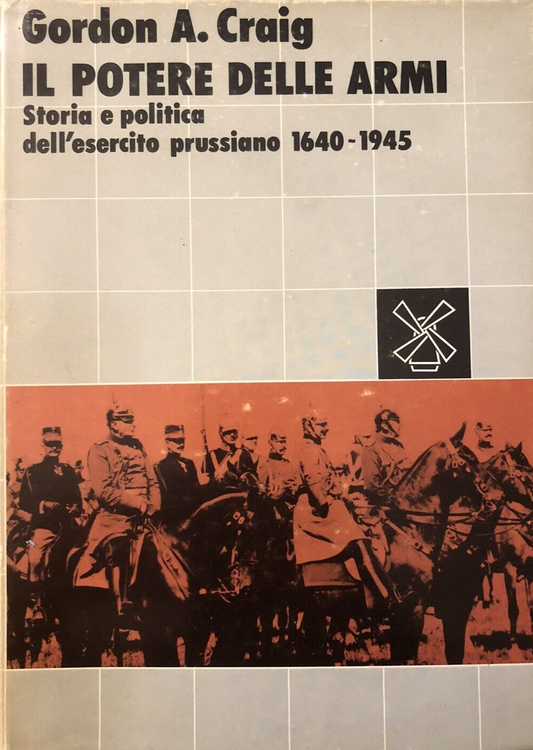 Gordon A. Craig
IL POTERE DELLE ARMI
Storia e politica
dell'esercito prussiano 1640-1945